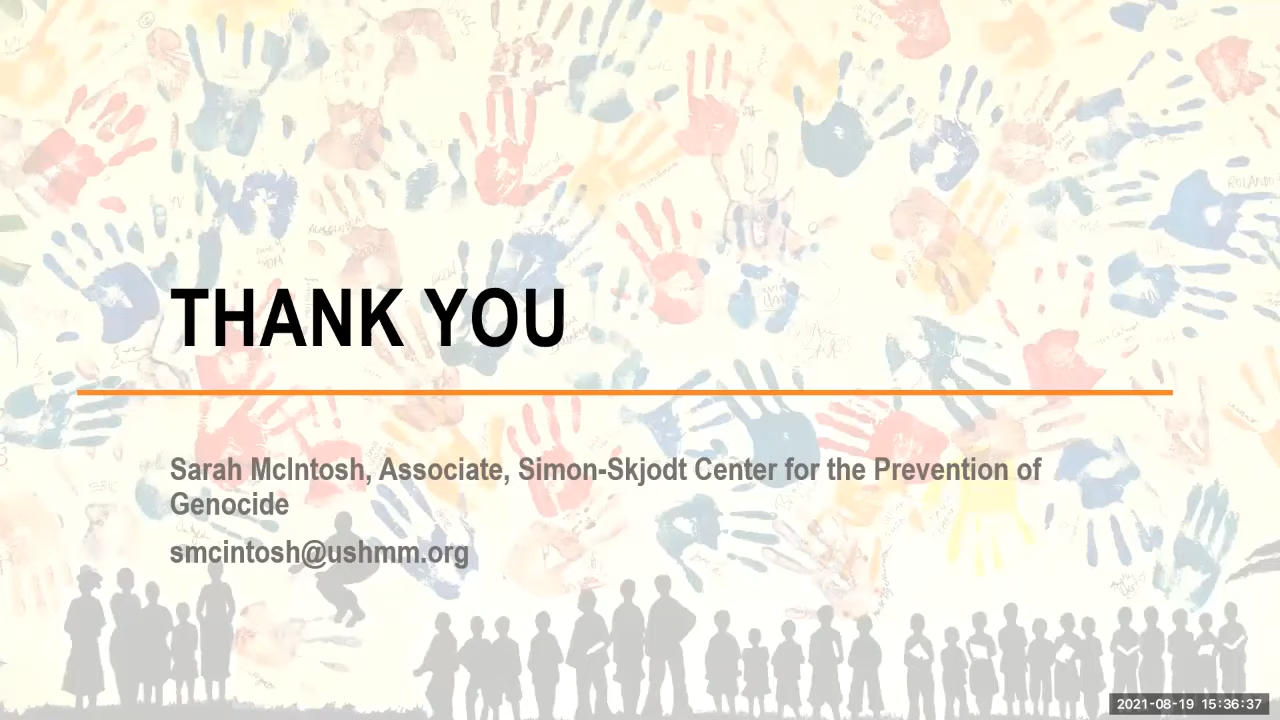 THANK YOU
Sarah McIntosh, Associate, Simon-Skjodt Center for the Prevention of
Genocide
smcintosh@ushmm.org
2021-08-19 15:36:37